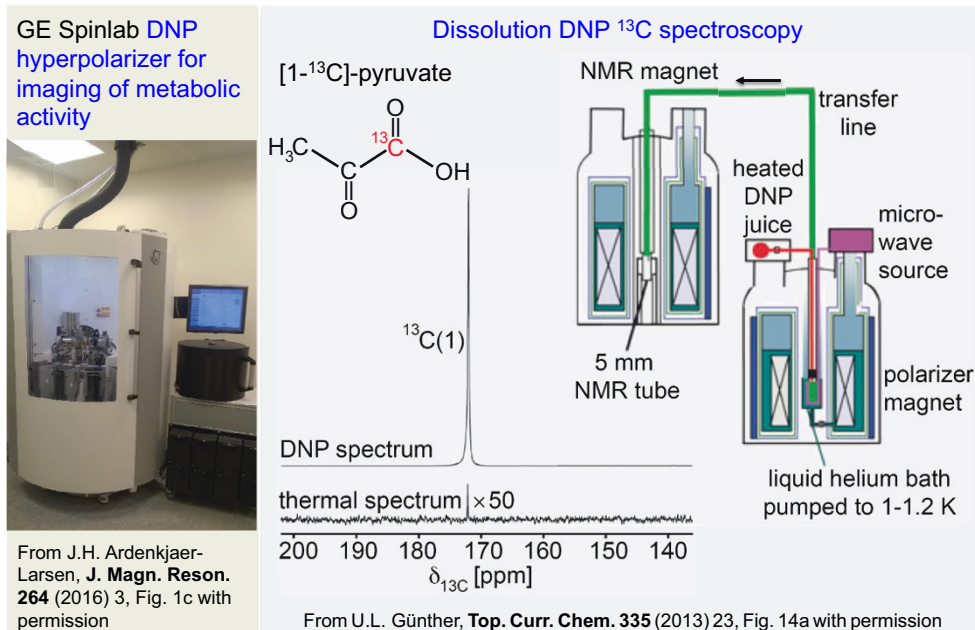 GE Spinlab DNP
hyperpolarizer for
imaging of metabolic
activity
From J.H. Ardenkjaer-
Larsen, J. Magn. Reson.
264 (2016) 3, Fig. 1c with
permission
Dissolution DNP ¹³C spectroscopy
[1-¹³C]-pyruvate
O
¹³C
H₃C
C
OH
O
¹³C(1)
DNP spectrum
thermal spectrum ×50
200 190 180 170 160 150 140
δ₁₃C [ppm]
NMR magnet
transfer
line
heated
DNP
juice
micro-
wave
source
5 mm
NMR tube
polarizer
magnet
liquid helium bath
pumped to 1-1.2 K
From U.L. Günther, Top. Curr. Chem. 335 (2013) 23, Fig. 14a with permission